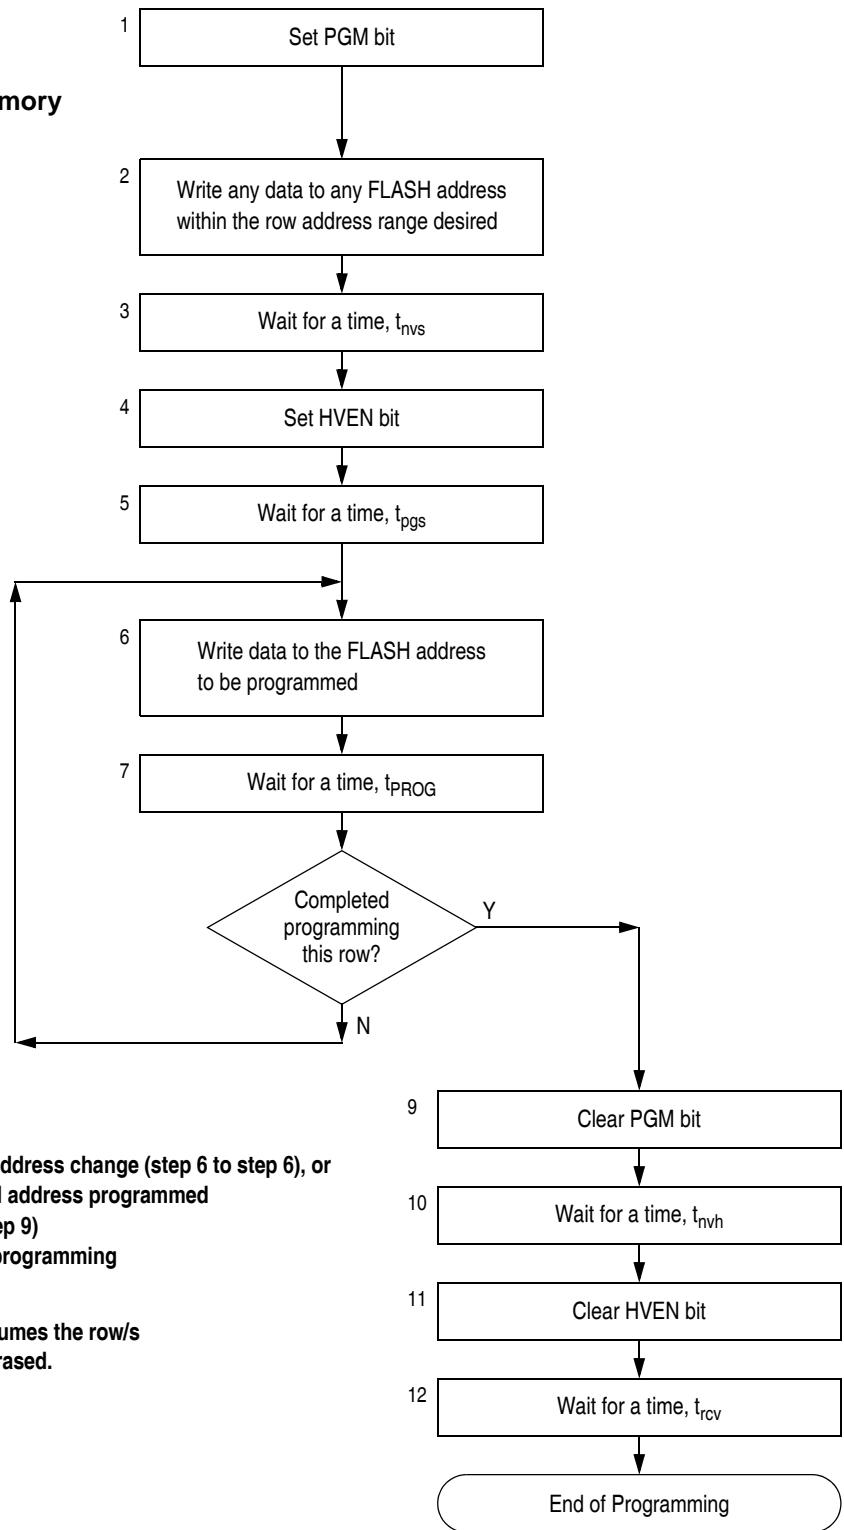 1
Set PGM bit
mory
2
Write any data to any FLASH address
within the row address range desired
3
Wait for a time, tnvs
4
Set HVEN bit
5
Wait for a time, tpgs
6
Write data to the FLASH address
to be programmed
7
Wait for a time, tPROG
Completed
programming
this row?
Y
N
9
Clear PGM bit
ddress change (step 6 to step 6), or
address programmed
ep 9)
programming
10
Wait for a time, tnvh
11
Clear HVEN bit
umes the row/s
rased.
12
Wait for a time, trcv
End of Programming